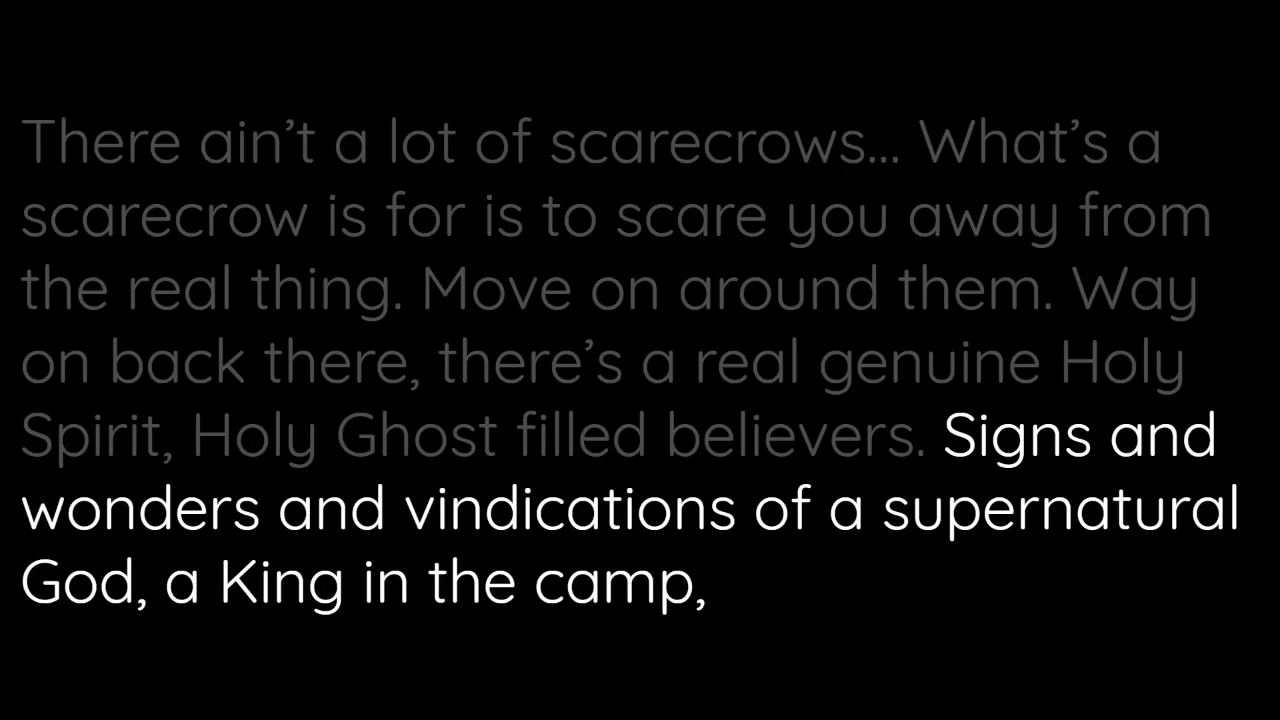 There ain’t a lot of scarecrows... What’s a
scarecrow is for is to scare you away from
the real thing. Move on around them. Way
on back there, there’s a real genuine Holy
Spirit, Holy Ghost filled believers. Signs and
wonders and vindications of a supernatural
God, a King in the camp,